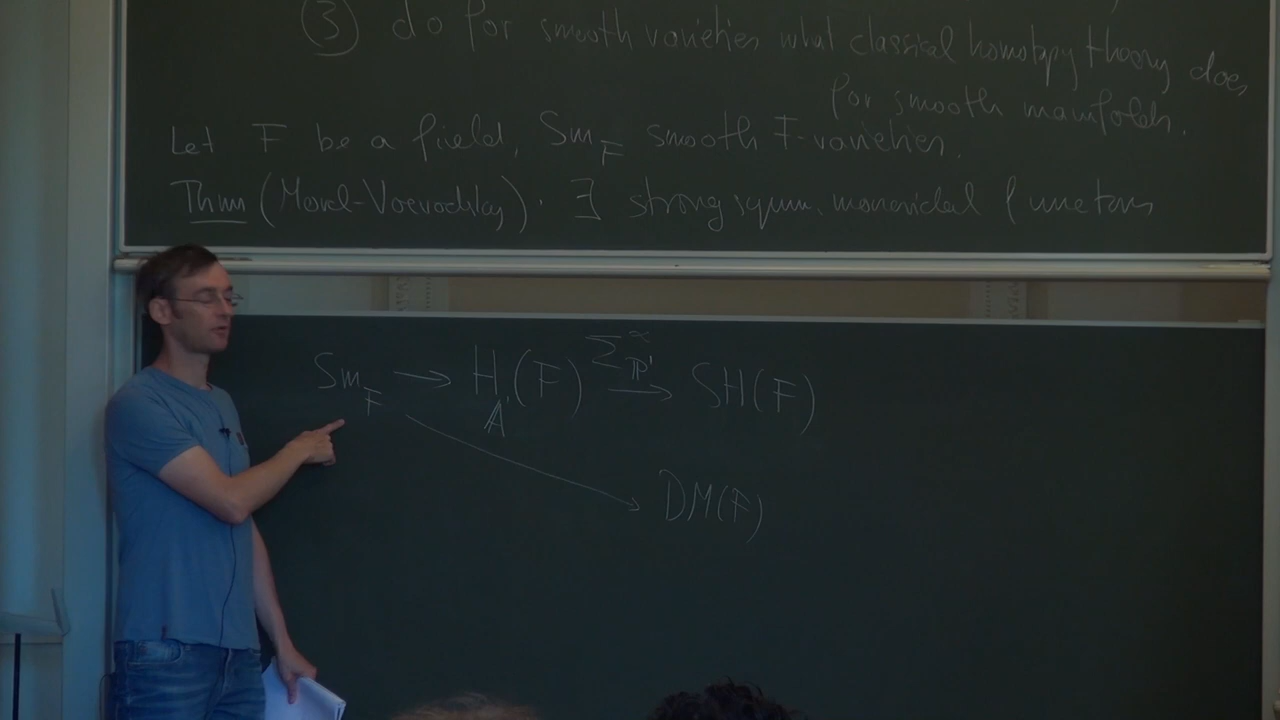 ③ do for smooth varieties what classical homotopy theory does
for smooth manifolds.
Let F be a field, Sm_F smooth F-varieties.
Thm (Morel-Voevodsky). ∃ strong symm. monoidal functors
Sm_F → H_A¹(F) Σ^∞_ℙ¹ → SH(F)
DM(F)